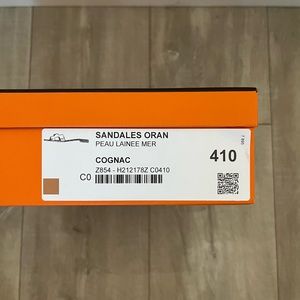 SANDALES ORAN
PEAU LAINEE MER
COGNAC
410
Z854 - H212178Z C0410
C0